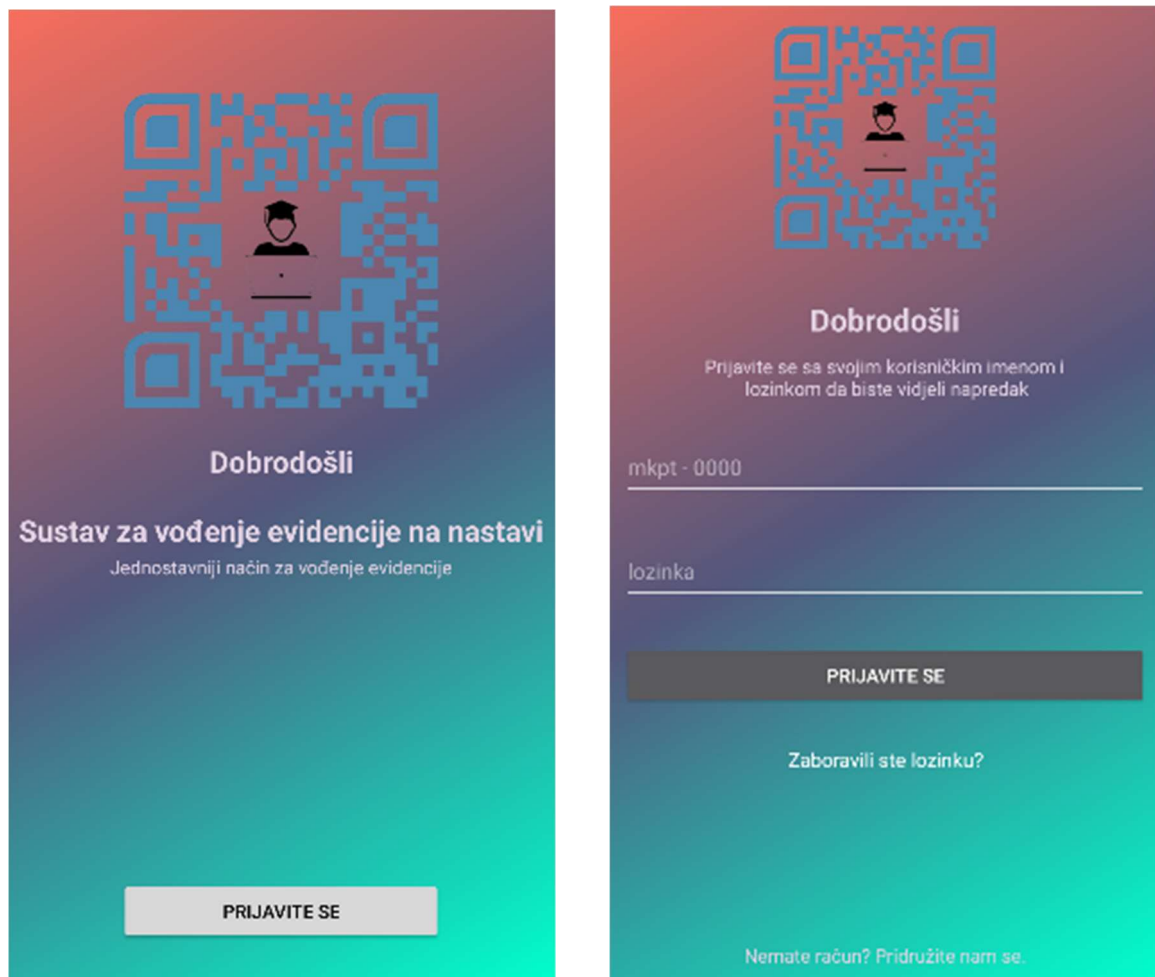 Dobrodošli
Sustav za vođenje evidencije na nastavi
Jednostavniji način za vođenje evidencije
PRIJAVITE SE
Dobrodošli
Prijavite se sa svojim korisničkim imenom i
lozinkom da biste vidjeli napredak
mkpt - 0000
lozinka
PRIJAVITE SE
Zaboravili ste lozinku?
Nemate račun? Pridružite nam se.